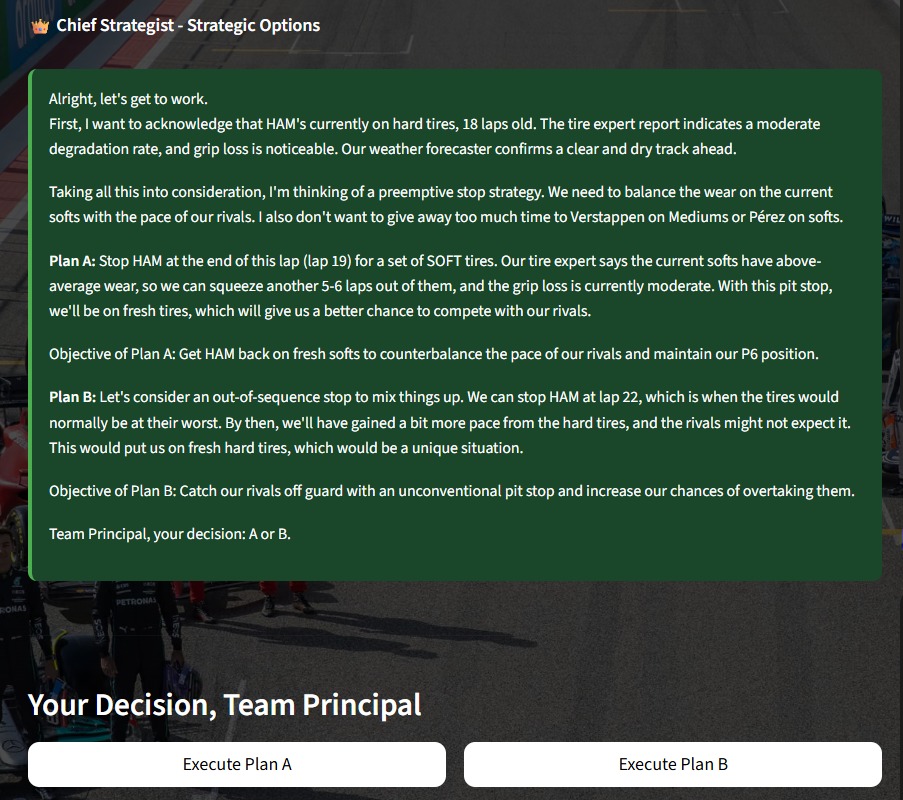 Chief Strategist - Strategic Options
Alright, let's get to work.
First, I want to acknowledge that HAM's currently on hard tires, 18 laps old. The tire expert report indicates a moderate
degradation rate, and grip loss is noticeable. Our weather forecaster confirms a clear and dry track ahead.
Taking all this into consideration, I'm thinking of a preemptive stop strategy. We need to balance the wear on the current
softs with the pace of our rivals. I also don't want to give away too much time to Verstappen on Mediums or Pérez on softs.
Plan A: Stop HAM at the end of this lap (lap 19) for a set of SOFT tires. Our tire expert says the current softs have above-
average wear, so we can squeeze another 5-6 laps out of them, and the grip loss is currently moderate. With this pit stop,
we'll be on fresh tires, which will give us a better chance to compete with our rivals.
Objective of Plan A: Get HAM back on fresh softs to counterbalance the pace of our rivals and maintain our P6 position.
Plan B: Let's consider an out-of-sequence stop to mix things up. We can stop HAM at lap 22, which is when the tires would
normally be at their worst. By then, we'll have gained a bit more pace from the hard tires, and the rivals might not expect it.
This would put us on fresh hard tires, which would be a unique situation.
Objective of Plan B: Catch our rivals off guard with an unconventional pit stop and increase our chances of overtaking them.
Team Principal, your decision: A or B.
PETRONAS
Your Decision, Team Principal
Execute Plan A
Execute Plan B